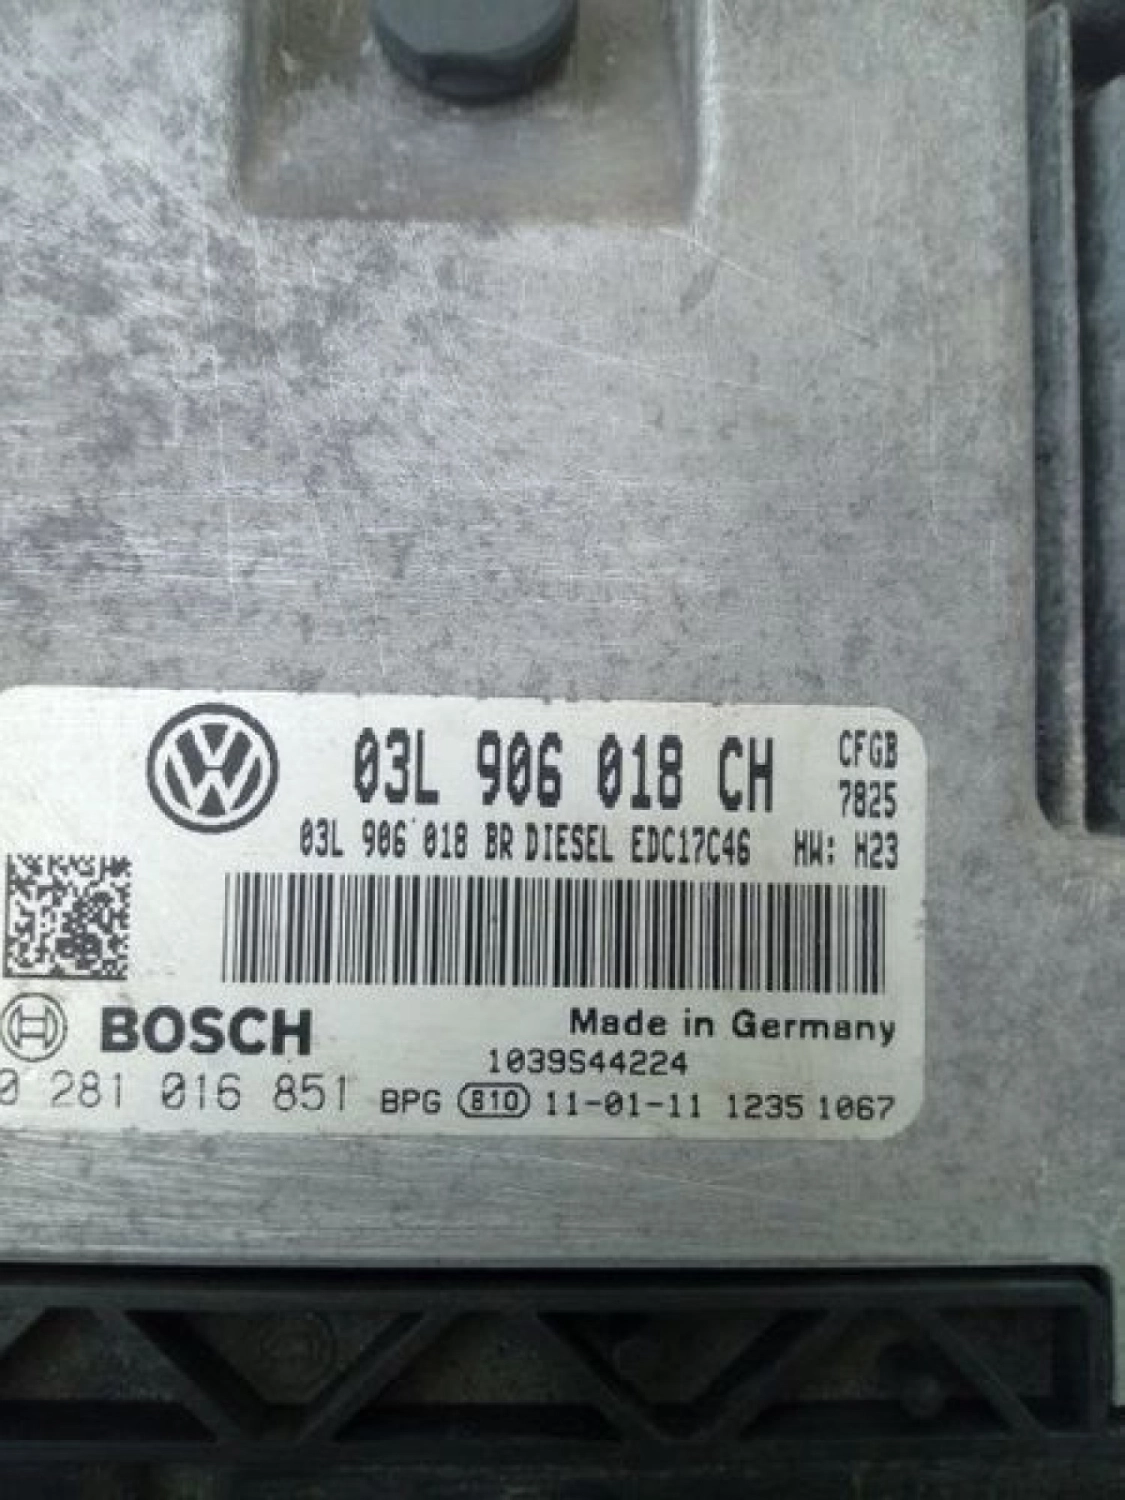 03L 906 018 CH CFGB
7825
03L 906 018 BR DIESEL EDC17C46 HW: H23
BOSCH Made in Germany
1039S44224
0 281 016 851 BPG 810 11-01-11 1235 1067